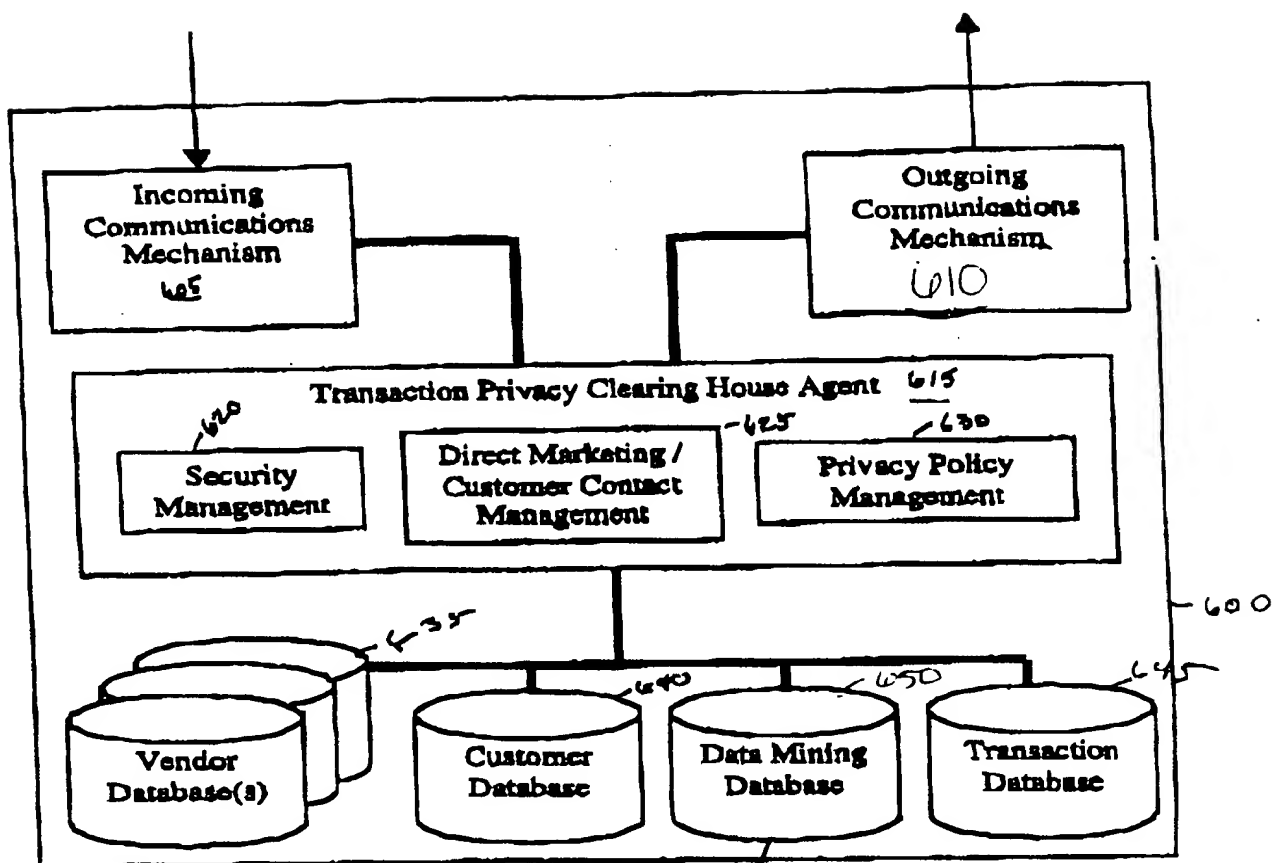 Incoming
Communications
Mechanism
605
Outgoing
Communications
Mechanism
610
Transaction Privacy Clearing House Agent 615
620
Security
Management
625
Direct Marketing /
Customer Contact
Management
630
Privacy Policy
Management
600
635
Vendor
Database(s)
640
Customer
Database
650
Data Mining
Database
645
Transaction
Database